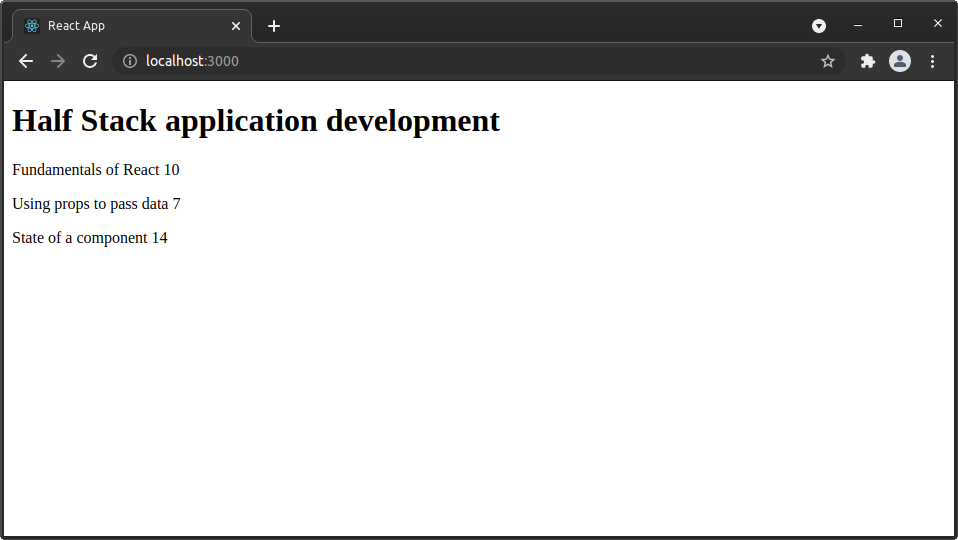 React App
localhost:3000
Half Stack application development
Fundamentals of React 10
Using props to pass data 7
State of a component 14